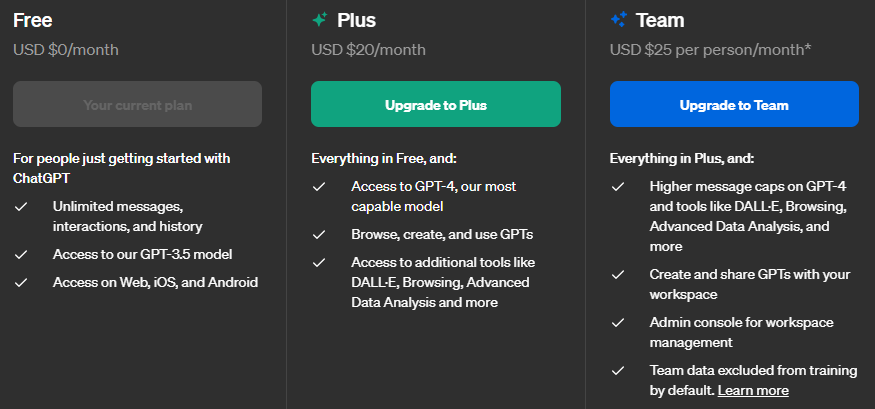 Free
USD $0/month
Your current plan
For people just getting started with
ChatGPT
Unlimited messages,
interactions, and history
Access to our GPT-3.5 model
Access on Web, iOS, and Android
Plus
USD $20/month
Upgrade to Plus
Everything in Free, and:
Access to GPT-4, our most
capable model
Browse, create, and use GPTs
Access to additional tools like
DALL·E, Browsing, Advanced
Data Analysis and more
Team
USD $25 per person/month*
Upgrade to Team
Everything in Plus, and:
Higher message caps on GPT-4
and tools like DALL·E, Browsing,
Advanced Data Analysis, and
more
Create and share GPTs with your
workspace
Admin console for workspace
management
Team data excluded from training
by default. Learn more